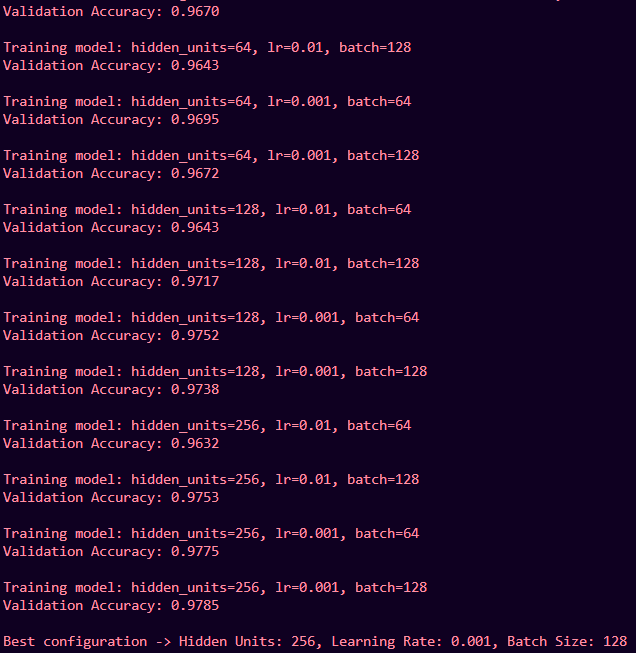 Validation Accuracy: 0.9670
Training model: hidden_units=64, lr=0.01, batch=128
Validation Accuracy: 0.9643
Training model: hidden_units=64, lr=0.001, batch=64
Validation Accuracy: 0.9695
Training model: hidden_units=64, lr=0.001, batch=128
Validation Accuracy: 0.9672
Training model: hidden_units=128, lr=0.01, batch=64
Validation Accuracy: 0.9643
Training model: hidden_units=128, lr=0.01, batch=128
Validation Accuracy: 0.9717
Training model: hidden_units=128, lr=0.001, batch=64
Validation Accuracy: 0.9752
Training model: hidden_units=128, lr=0.001, batch=128
Validation Accuracy: 0.9738
Training model: hidden_units=256, lr=0.01, batch=64
Validation Accuracy: 0.9632
Training model: hidden_units=256, lr=0.01, batch=128
Validation Accuracy: 0.9753
Training model: hidden_units=256, lr=0.001, batch=64
Validation Accuracy: 0.9775
Training model: hidden_units=256, lr=0.001, batch=128
Validation Accuracy: 0.9785
Best configuration -> Hidden Units: 256, Learning Rate: 0.001, Batch Size: 128